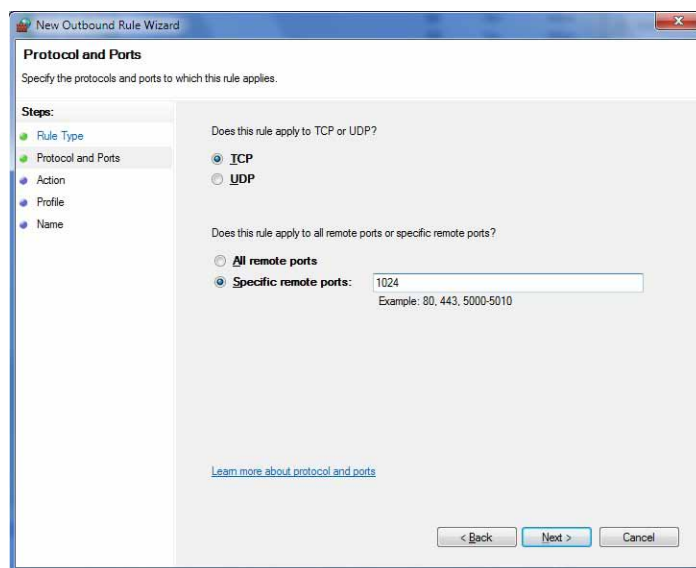 New Outbound Rule Wizard
Protocol and Ports
Specify the protocols and ports to which this rule applies.
Steps:
Rule Type
Protocol and Ports
Action
Profile
Name
Does this rule apply to TCP or UDP?
TCP
UDP
Does this rule apply to all remote ports or specific remote ports?
All remote ports
Specific remote ports: 1024
Example: 80, 443, 5000-5010
Learn more about protocol and ports
< Back Next > Cancel